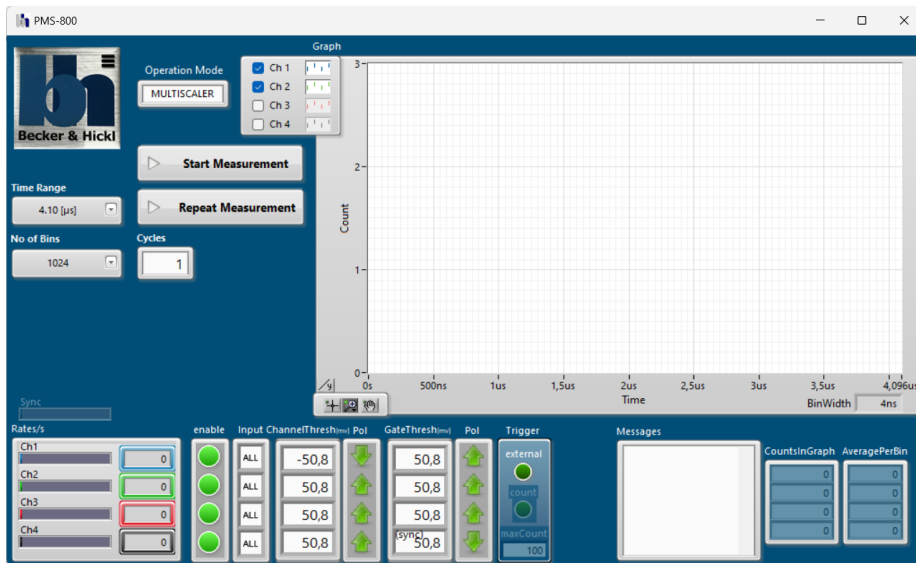 PMS-800
Graph
Becker & Hickl
Operation Mode
MULTISCALER
Ch 1
Ch 2
Ch 3
Ch 4
Start Measurement
Repeat Measurement
Time Range
4.10 [µs]
No of Bins
1024
Cycles
1
Count
3
2
1
0
0s 500ns 1us 1,5us 2us 2,5us 3us 3,5us 4,096us
Time
BinWidth 4ns
Sync
Rates/s enable Input ChannelThresh(mv) Pol GateThresh(mv) Pol Trigger Messages
Ch1 0 ALL -50,8 50,8
Ch2 0 ALL 50,8 50,8
Ch3 0 ALL 50,8 50,8
Ch4 0 ALL 50,8 (sync) 50,8
external
count
maxCount
100
CountsInGraph AveragePerBin
0 0
0 0
0 0
0 0